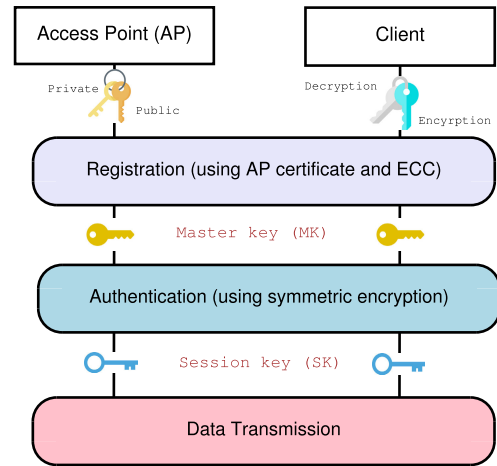 Access Point (AP)
Client
Private
Public
Decryption
Encyrption
Registration (using AP certificate and ECC)
Master key (MK)
Authentication (using symmetric encryption)
Session key (SK)
Data Transmission